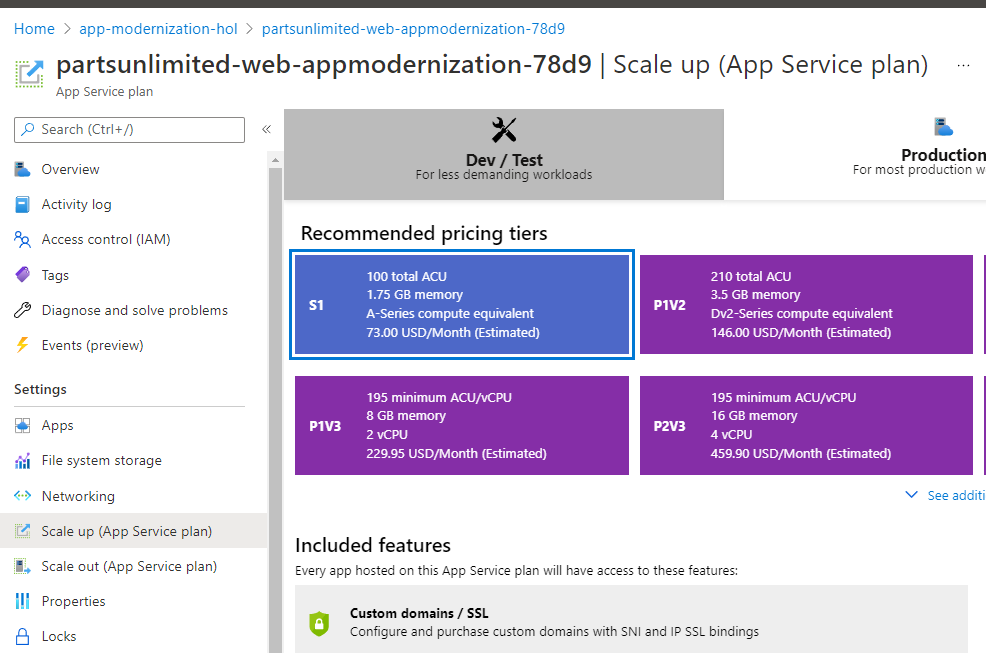 Home > app-modernization-hol > partsunlimited-web-appmodernization-78d9
partsunlimited-web-appmodernization-78d9 | Scale up (App Service plan) ...
App Service plan
Search (Ctrl+/)
«
Overview
Activity log
Access control (IAM)
Tags
Diagnose and solve problems
Events (preview)
Settings
Apps
File system storage
Networking
Scale up (App Service plan)
Scale out (App Service plan)
Properties
Locks
Dev / Test
For less demanding workloads
Production
For most production w
Recommended pricing tiers
S1
100 total ACU
1.75 GB memory
A-Series compute equivalent
73.00 USD/Month (Estimated)
P1V2
210 total ACU
3.5 GB memory
Dv2-Series compute equivalent
146.00 USD/Month (Estimated)
P1V3
195 minimum ACU/vCPU
8 GB memory
2 vCPU
229.95 USD/Month (Estimated)
P2V3
195 minimum ACU/vCPU
16 GB memory
4 vCPU
459.90 USD/Month (Estimated)
See additi
Included features
Every app hosted on this App Service plan will have access to these features:
Custom domains / SSL
Configure and purchase custom domains with SNI and IP SSL bindings